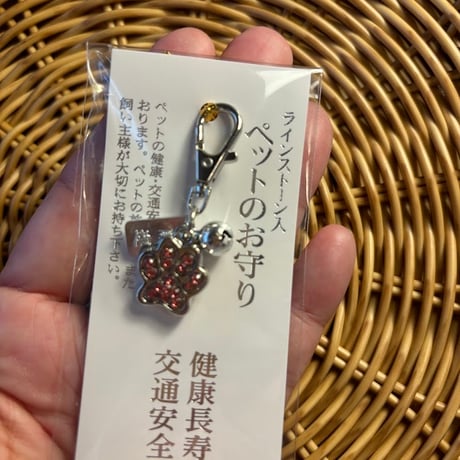 ラインストーン入
ペットのお守り
健康長寿
交通安全
ペットの健康・交通安
おります。ペットの
飼い主様が大切にお持ち下さい。